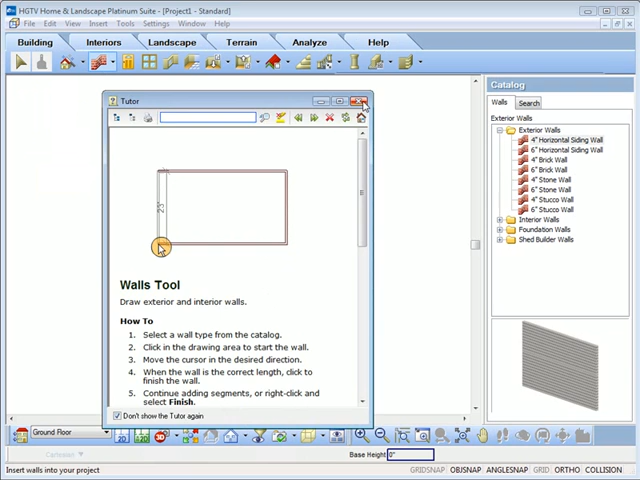 HGTV Home & Landscape Platinum Suite - [Project1 - Standard]
File Edit View Insert Tools Settings Window Help
Building Interiors Landscape Terrain Analyze Help
Catalog
Walls Search
Exterior Walls
Exterior Walls
4" Horizontal Siding Wall
6" Horizontal Siding Wall
4" Brick Wall
6" Brick Wall
4" Stone Wall
6" Stone Wall
4" Stucco Wall
6" Stucco Wall
Interior Walls
Foundation Walls
Shed Builder Walls
Tutor
23'
Walls Tool
Draw exterior and interior walls.
How To
1. Select a wall type from the catalog.
2. Click in the drawing area to start the wall.
3. Move the cursor in the desired direction.
4. When the wall is the correct length, click to
finish the wall.
5. Continue adding segments, or right-click and
select Finish.
Don't show the Tutor again
Ground Floor
2D
3D
Base Height 0"
Insert walls into your project
GRIDSNAP OBJSNAP ANGLESNAP GRID ORTHO COLLISION